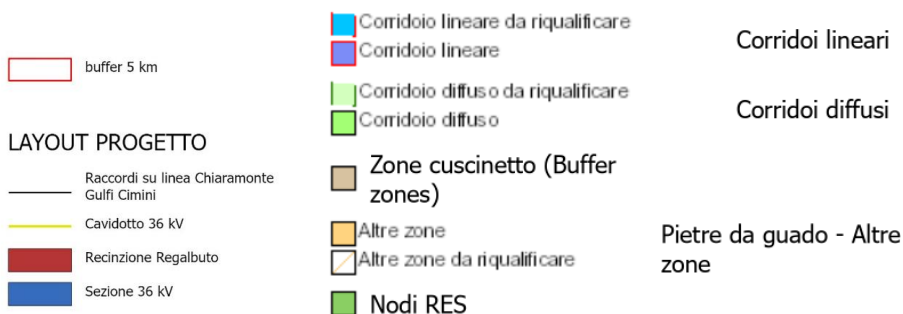 buffer 5 km
LAYOUT PROGETTO
Raccordi su linea Chiaramonte
Gulfi Cimini
Cavidotto 36 kV
Recinzione Regalbuto
Sezione 36 kV
Corridoio lineare da riqualificare
Corridoio lineare
Corridoio diffuso da riqualificare
Corridoio diffuso
Zone cuscinetto (Buffer
zones)
Altre zone
Altre zone da riqualificare
Nodi RES
Corridoi lineari
Corridoi diffusi
Pietre da guado - Altre
zone